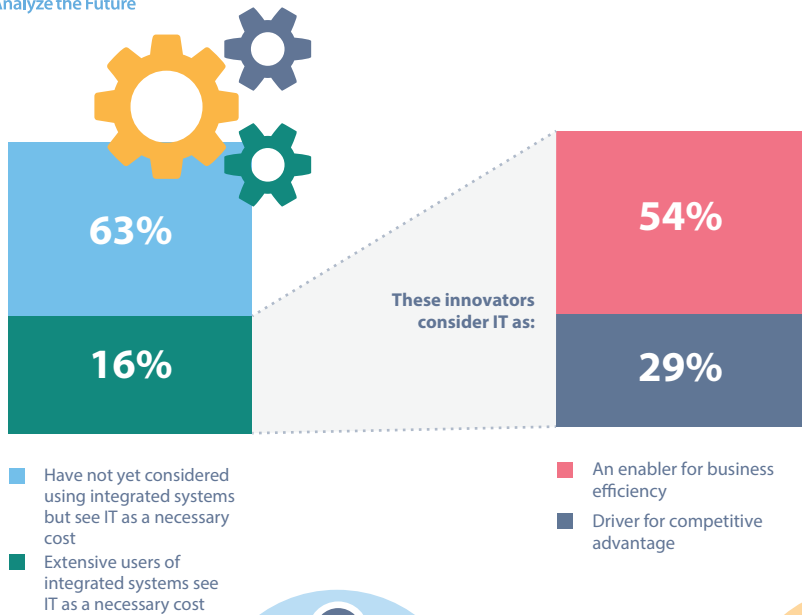 Analyze the Future
63%
16%
These innovators
consider IT as:
54%
29%
Have not yet considered
using integrated systems
but see IT as a necessary
cost
Extensive users of
integrated systems see
IT as a necessary cost
An enabler for business
efficiency
Driver for competitive
advantage